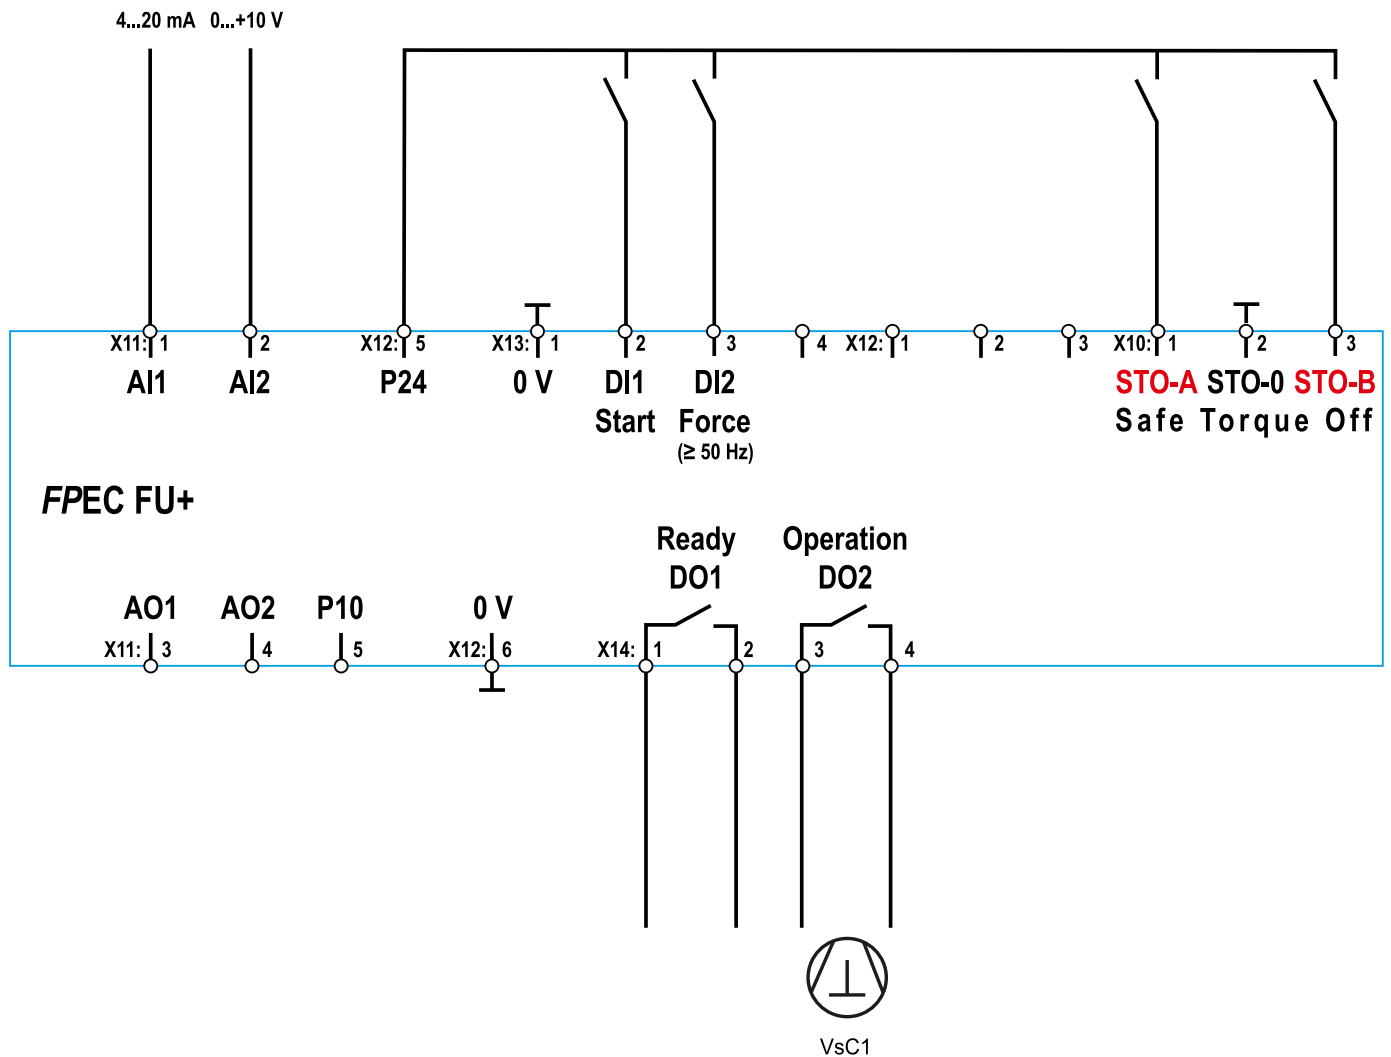 4...20 mA 0...+10 V
X11: 1 2 X12: 5 X13: 1 2 3 4 X12: 1 2 3 X10: 1 2 3
AI1 AI2 P24 0 V DI1 DI2 STO-A STO-0 STO-B
Start Force Safe Torque Off
(≥ 50 Hz)
FPEC FU+
Ready Operation
DO1 DO2
AO1 AO2 P10 0 V
X11: 3 4 5 X12: 6 X14: 1 2 3 4
VsC1